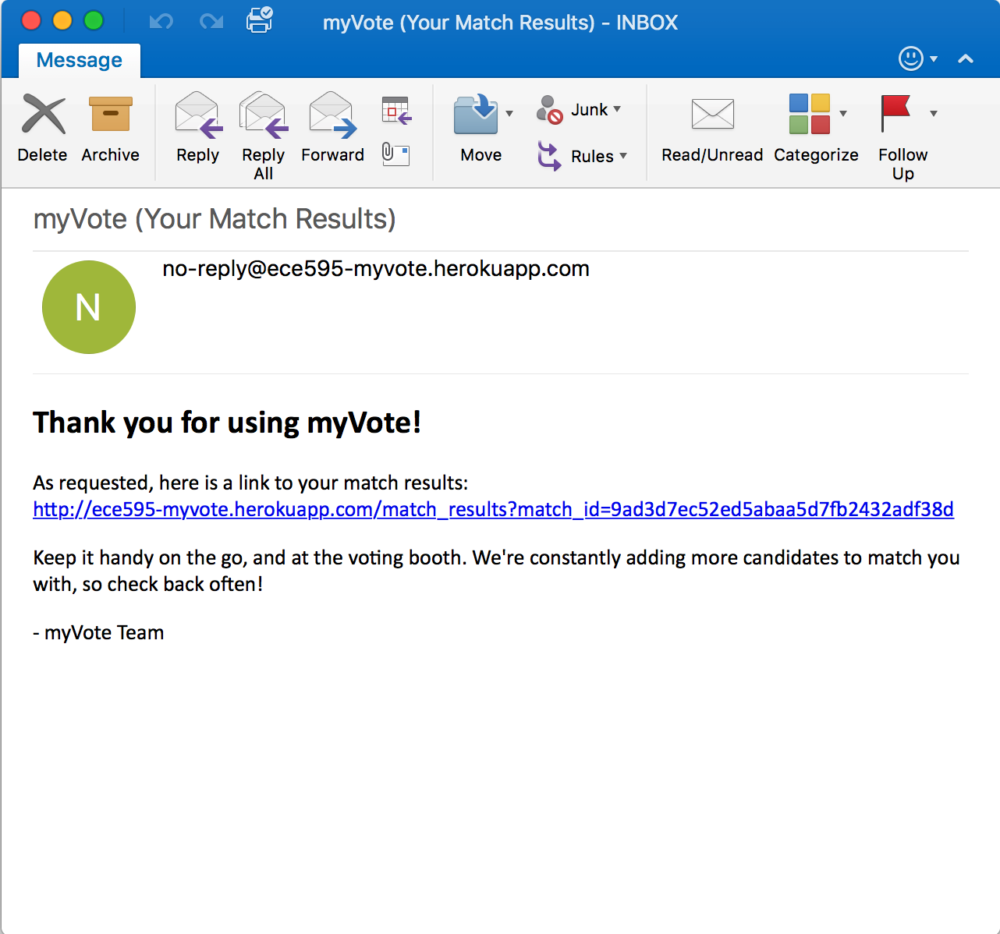 myVote (Your Match Results) - INBOX
Message
Delete
Archive
Reply
Reply All
Forward
Move
Junk
Rules
Read/Unread
Categorize
Follow Up
myVote (Your Match Results)
N
no-reply@ece595-myvote.herokuapp.com
Thank you for using myVote!
As requested, here is a link to your match results:
http://ece595-myvote.herokuapp.com/match_results?match_id=9ad3d7ec52ed5abaa5d7fb2432adf38d
Keep it handy on the go, and at the voting booth. We're constantly adding more candidates to match you
with, so check back often!
- myVote Team